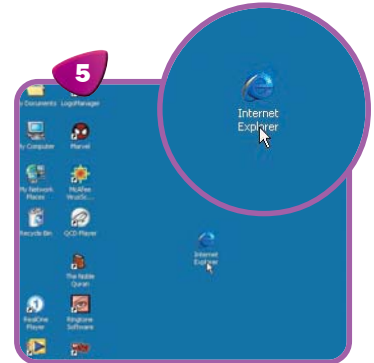 5
Internet
Explorer
y Documents LogoManager
My Computer Marvel
My Network McAfee
Places VirusSc...
Recycle Bin QCD Player
Internet
Explorer
The Noble
Quran
RealOne Ringtone
Player Software